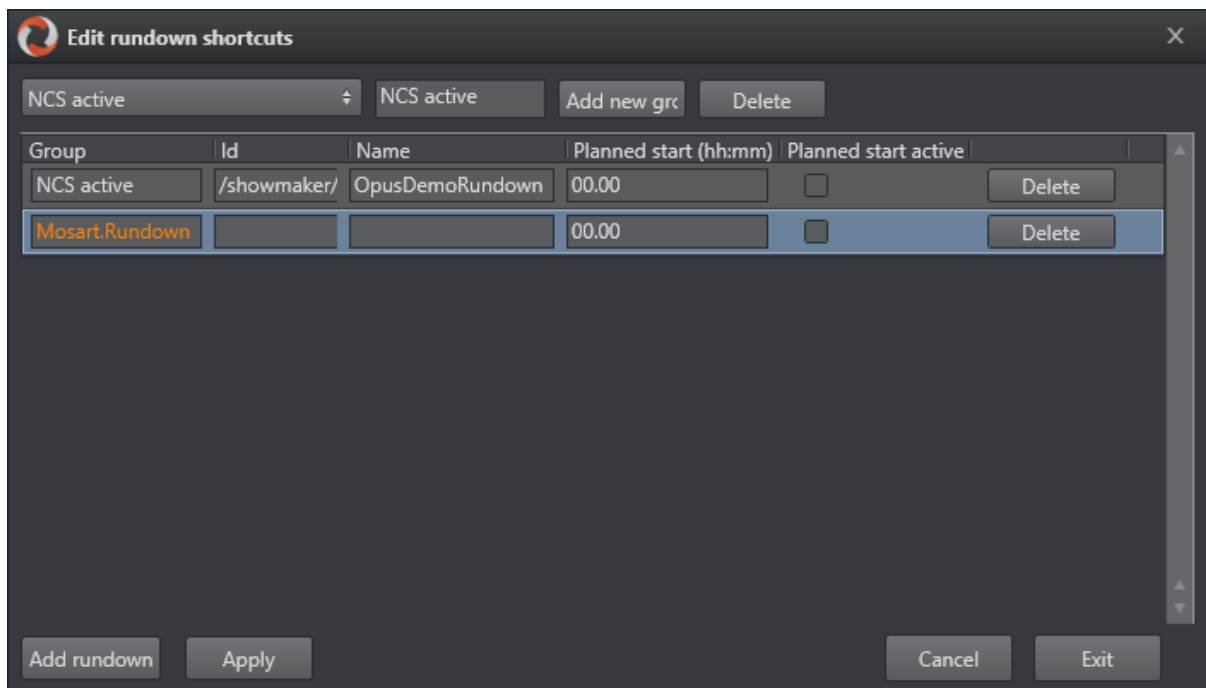 Edit rundown shortcuts
NCS active NCS active Add new grc Delete
Group Id Name Planned start (hh:mm) Planned start active
NCS active /showmaker/ OpusDemoRundown 00.00 Delete
Mosart.Rundown 00.00 Delete
Add rundown Apply Cancel Exit